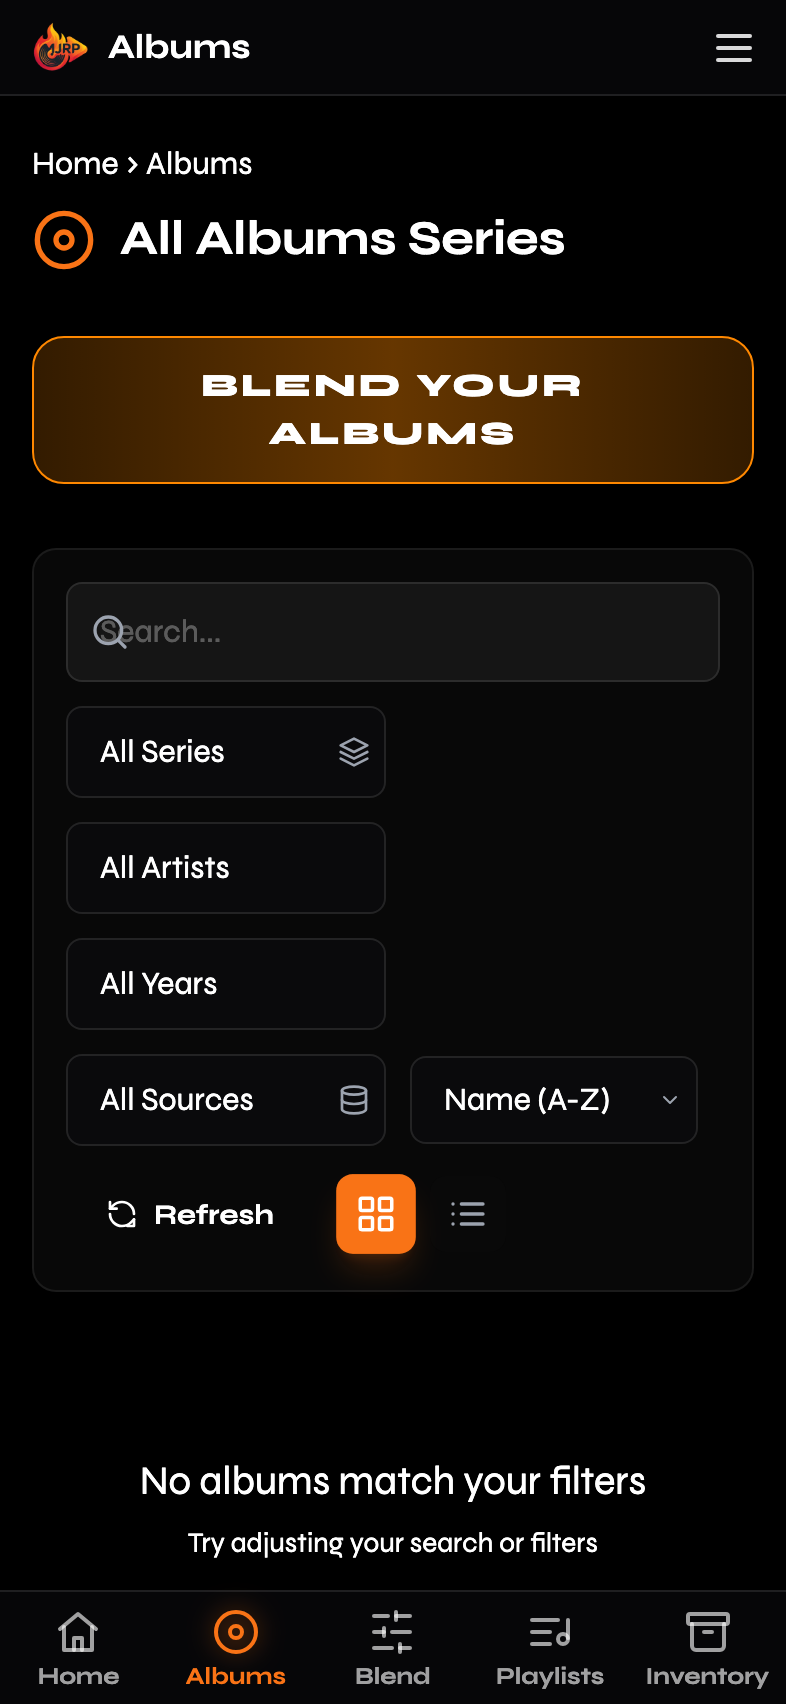 MJRP
Albums
Home › Albums
All Albums Series
BLEND YOUR
ALBUMS
Search...
All Series
All Artists
All Years
All Sources
Name (A-Z)
Refresh
No albums match your filters
Try adjusting your search or filters
Home
Albums
Blend
Playlists
Inventory